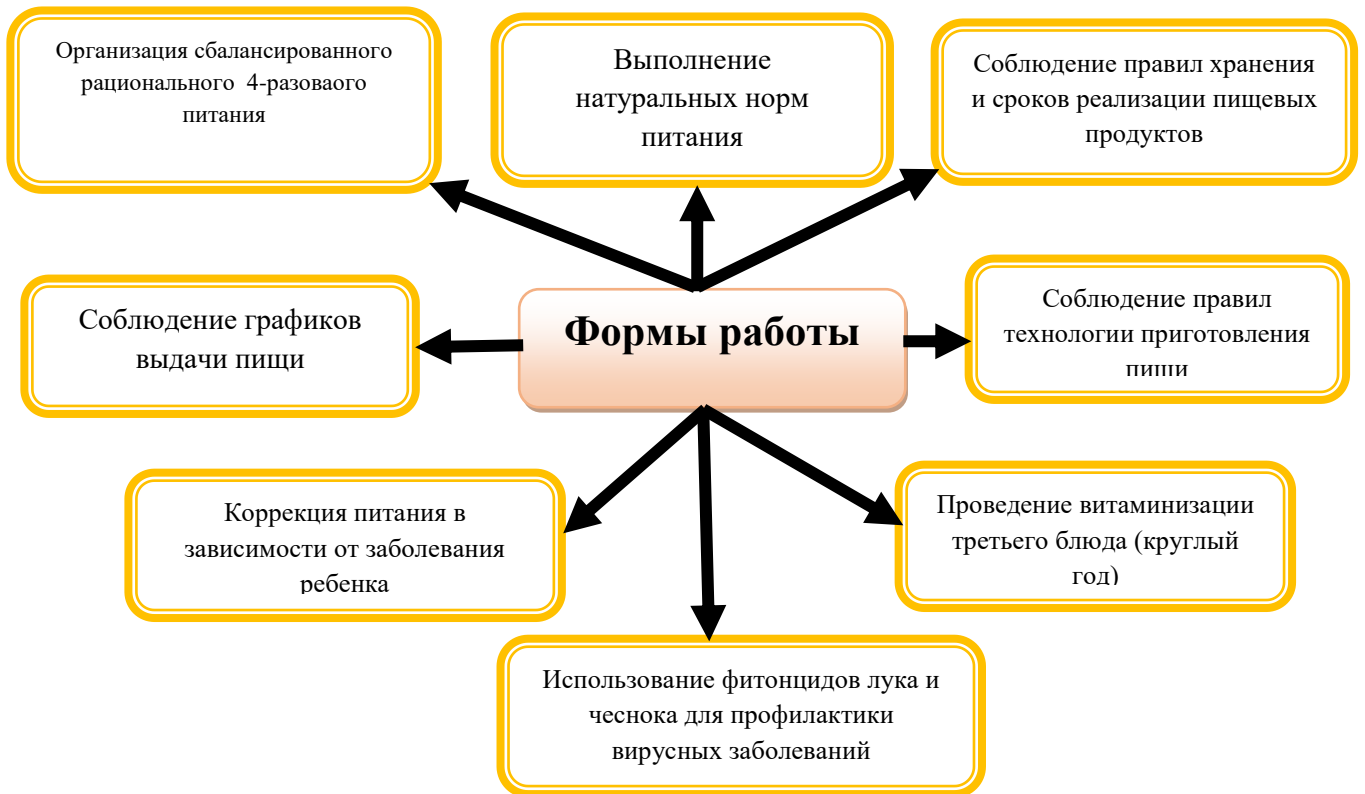 Организация сбалансированного
рационального 4-разоваого
питания
Выполнение
натуральных норм
питания
Соблюдение правил хранения
и сроков реализации пищевых
продуктов
Соблюдение графиков
выдачи пищи
Формы работы
Соблюдение правил
технологии приготовления
пищи
Коррекция питания в
зависимости от заболевания
ребенка
Проведение витаминизации
третьего блюда (круглый
год)
Использование фитонцидов лука и
чеснока для профилактики
вирусных заболеваний